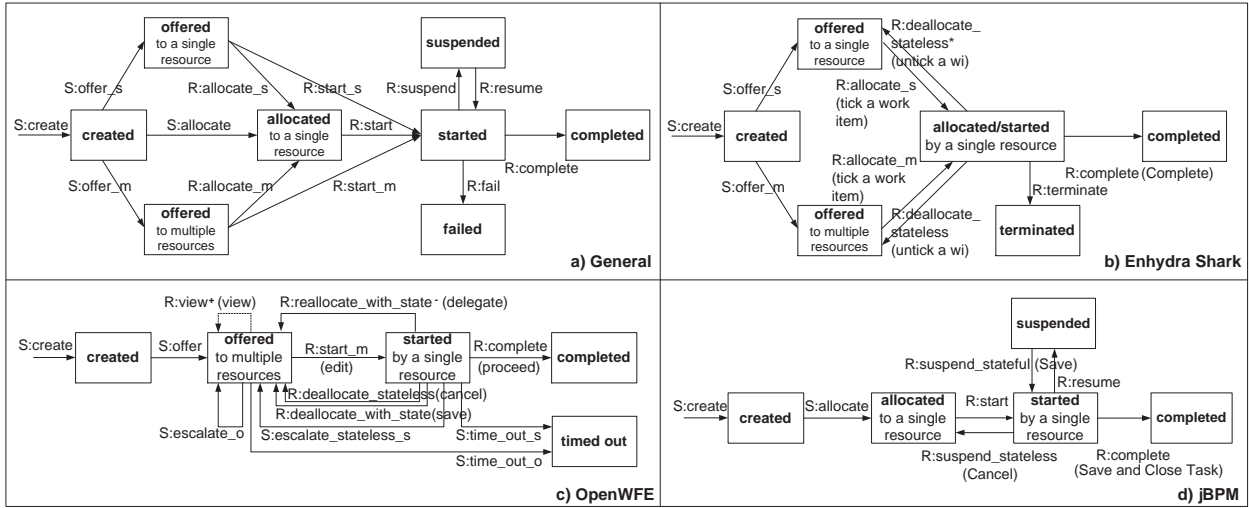 offered
to a single
resource
suspended
S:offer_s
R:allocate_s
R:start_s
R:suspend
R:resume
S:create
created
S:allocate
allocated
to a single
resource
R:start
started
completed
S:offer_m
R:allocate_m
R:start_m
R:complete
R:fail
offered
to multiple
resources
failed
a) General
offered
to a single
resource
R:deallocate_
stateless*
(untick a wi)
S:offer_s
R:allocate_s
(tick a work
item)
S:create
created
allocated/started
by a single resource
completed
S:offer_m
R:allocate_m
(tick a work
item)
R:complete (Complete)
R:terminate
offered
to multiple
resources
R:deallocate_
stateless
(untick a wi)
terminated
b) Enhydra Shark
R:view+ (view)
R:reallocate_with_state- (delegate)
S:create
created
S:offer
offered
to multiple
resources
R:start_m
(edit)
started
by a single
resource
R:complete
(proceed)
completed
R:deallocate_stateless(cancel)
R:deallocate_with_state(save)
S:escalate_o
S:escalate_stateless_s
S:time_out_s
S:time_out_o
timed out
c) OpenWFE
suspended
R:suspend_stateful (Save)
R:resume
S:create
created
S:allocate
allocated
to a single
resource
R:start
started
by a single
resource
completed
R:suspend_stateless
(Cancel)
R:complete
(Save and Close Task)
d) jBPM